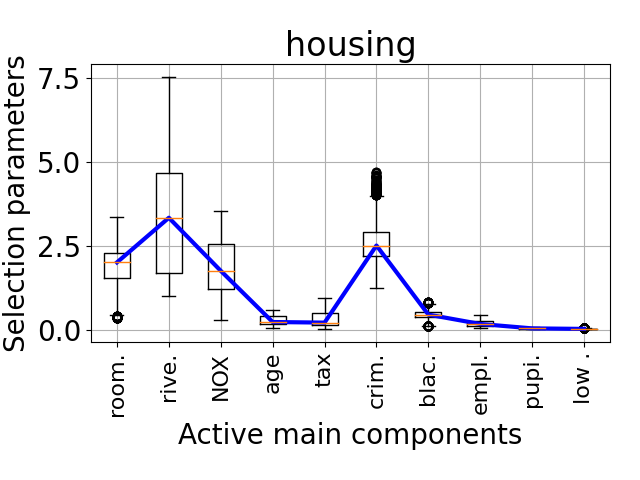 housing
Selection parameters
7.5
5.0
2.5
0.0
room.
rive.
NOX
age
tax
crim.
blac.
empl.
pupi.
low .
Active main components